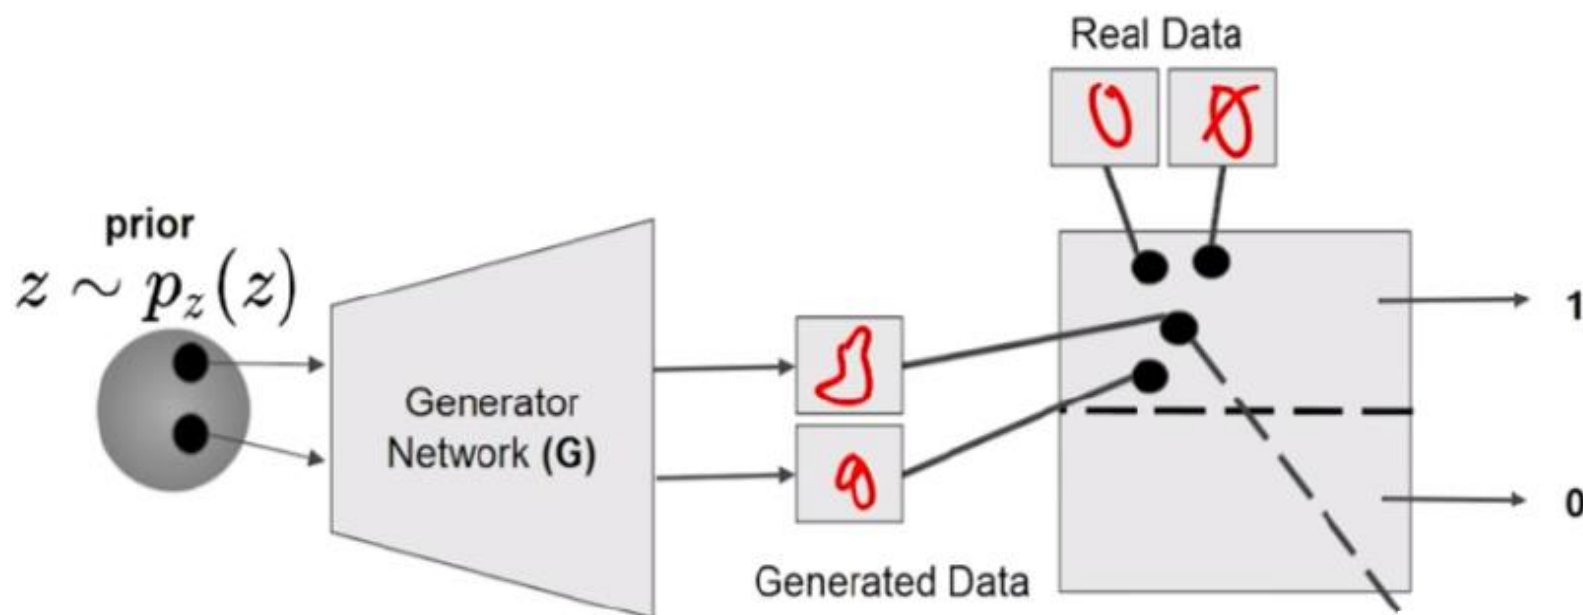 Real Data
prior
z ∼ p_z(z)
Generator
Network (G)
1
0
Generated Data